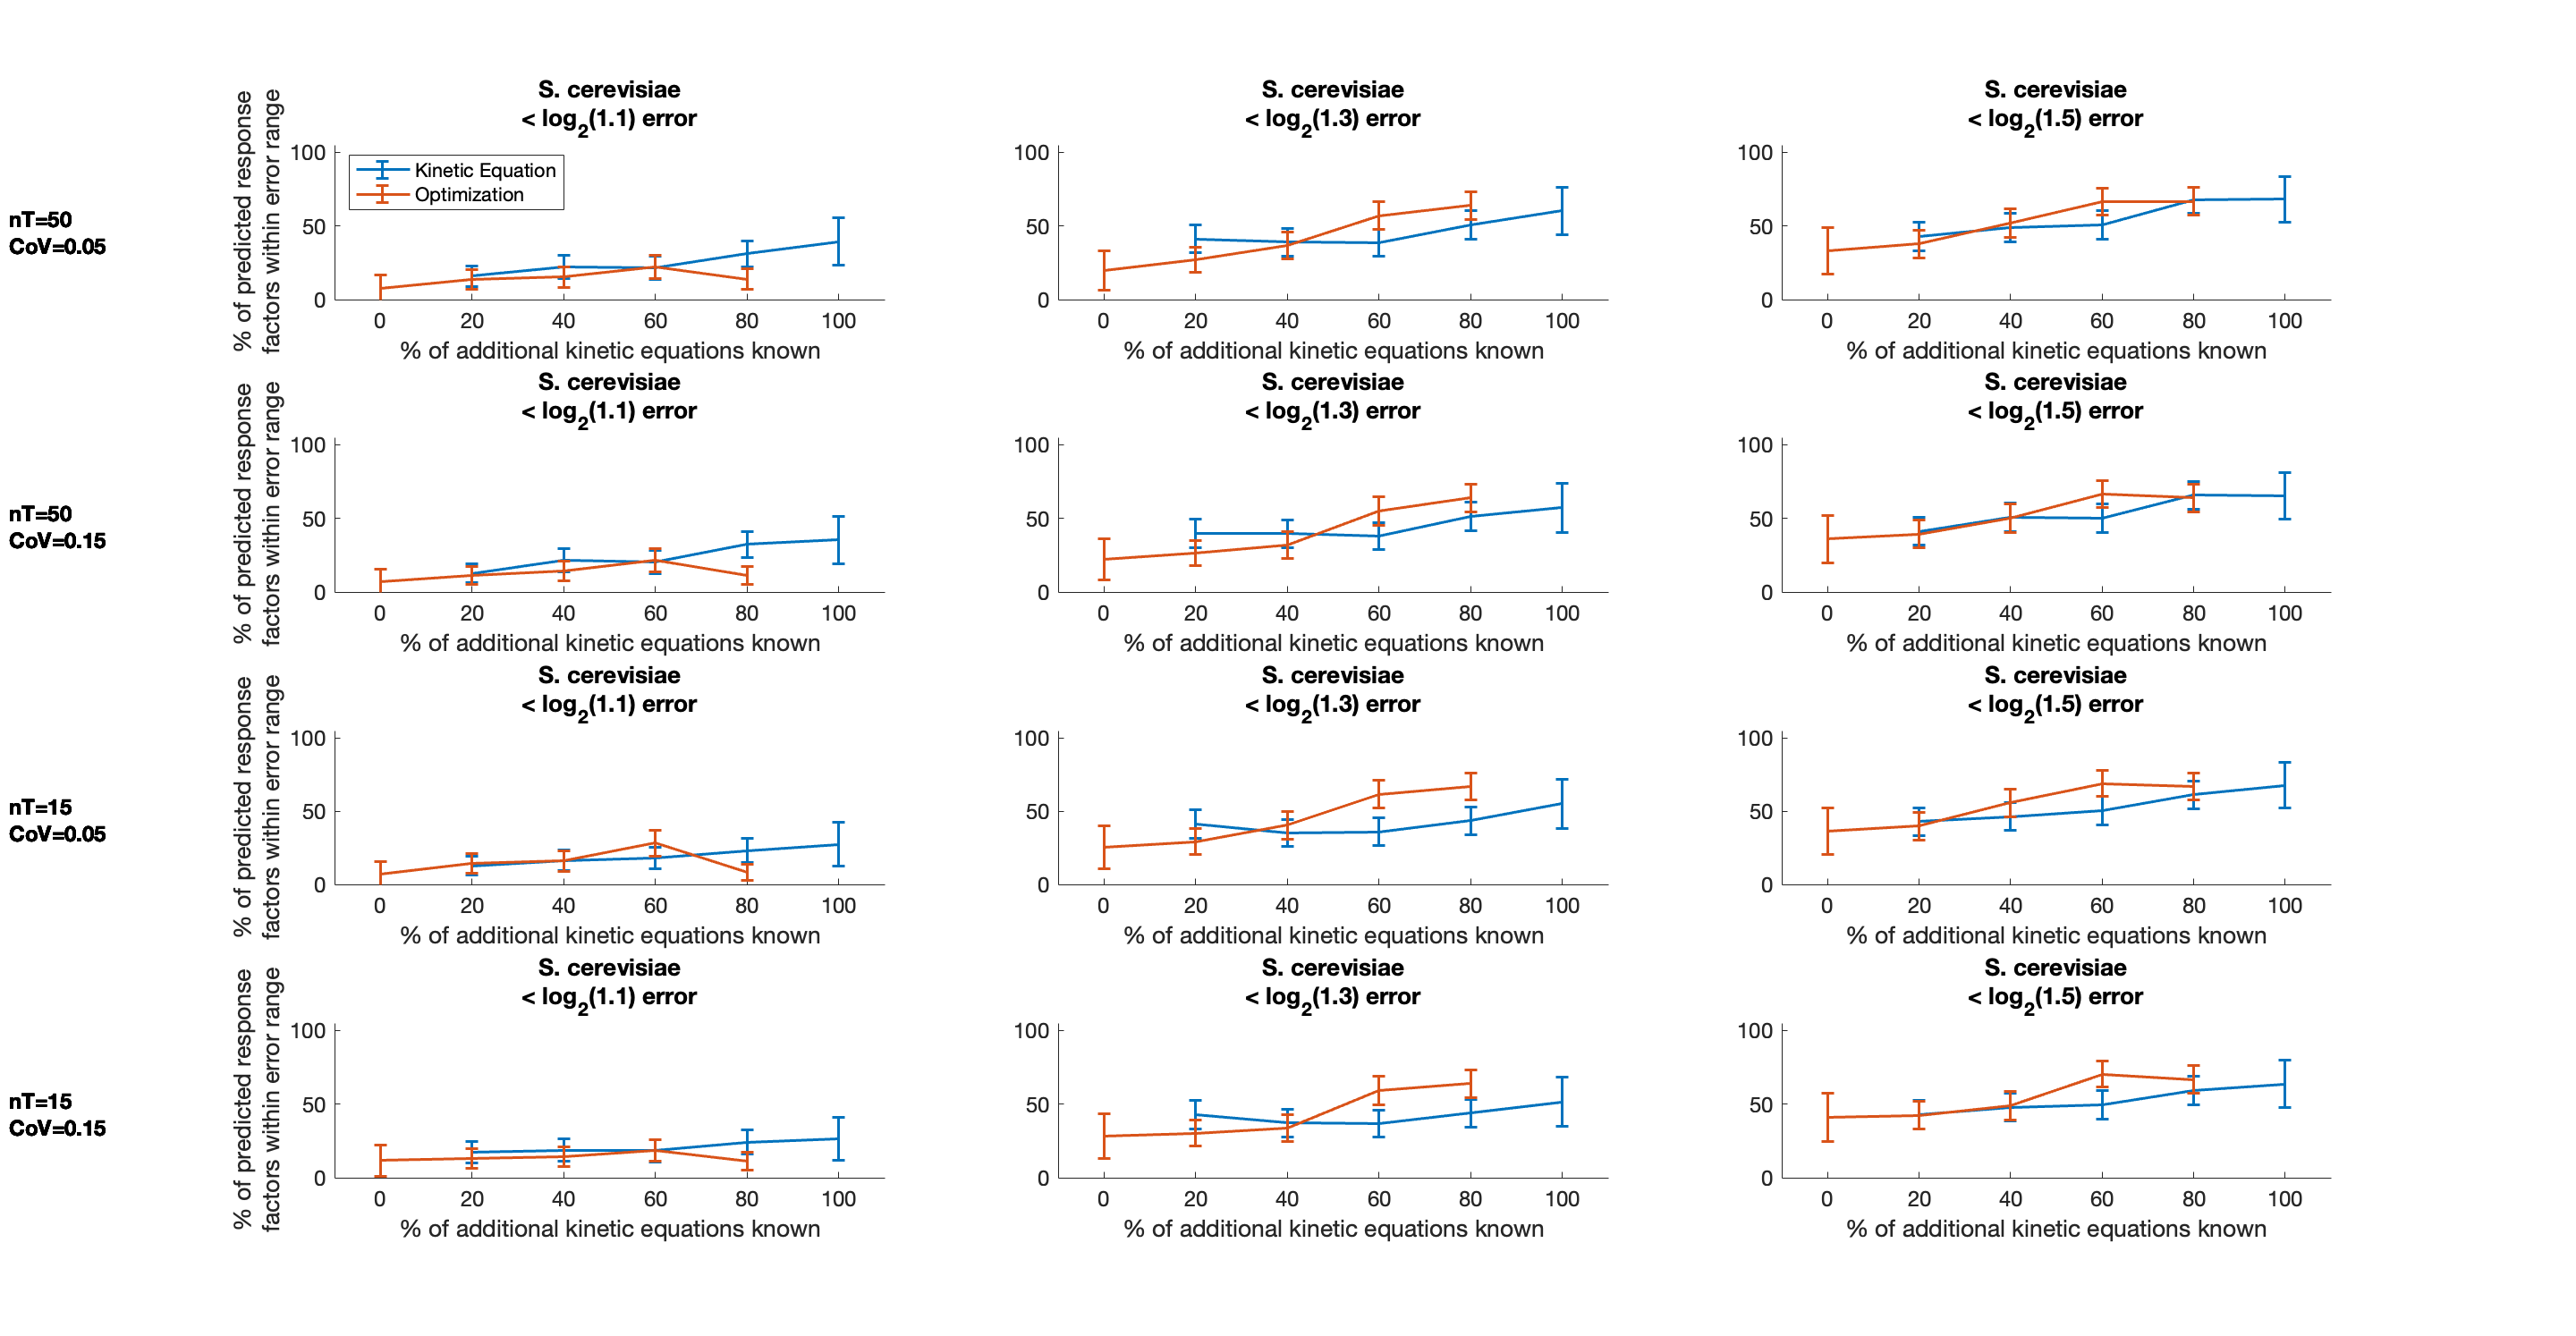 S. cerevisiae
< log2(1.1) error
S. cerevisiae
< log2(1.3) error
S. cerevisiae
< log2(1.5) error
nT=50
CoV=0.05
% of predicted response
factors within error range
100
50
0
Kinetic Equation
Optimization
0 20 40 60 80 100
% of additional kinetic equations known
100
50
0
0 20 40 60 80 100
% of additional kinetic equations known
100
50
0
0 20 40 60 80 100
% of additional kinetic equations known
S. cerevisiae
< log2(1.1) error
S. cerevisiae
< log2(1.3) error
S. cerevisiae
< log2(1.5) error
nT=50
CoV=0.15
% of predicted response
factors within error range
100
50
0
0 20 40 60 80 100
% of additional kinetic equations known
100
50
0
0 20 40 60 80 100
% of additional kinetic equations known
100
50
0
0 20 40 60 80 100
% of additional kinetic equations known
S. cerevisiae
< log2(1.1) error
S. cerevisiae
< log2(1.3) error
S. cerevisiae
< log2(1.5) error
nT=15
CoV=0.05
% of predicted response
factors within error range
100
50
0
0 20 40 60 80 100
% of additional kinetic equations known
100
50
0
0 20 40 60 80 100
% of additional kinetic equations known
100
50
0
0 20 40 60 80 100
% of additional kinetic equations known
S. cerevisiae
< log2(1.1) error
S. cerevisiae
< log2(1.3) error
S. cerevisiae
< log2(1.5) error
nT=15
CoV=0.15
% of predicted response
factors within error range
100
50
0
0 20 40 60 80 100
% of additional kinetic equations known
100
50
0
0 20 40 60 80 100
% of additional kinetic equations known
100
50
0
0 20 40 60 80 100
% of additional kinetic equations known